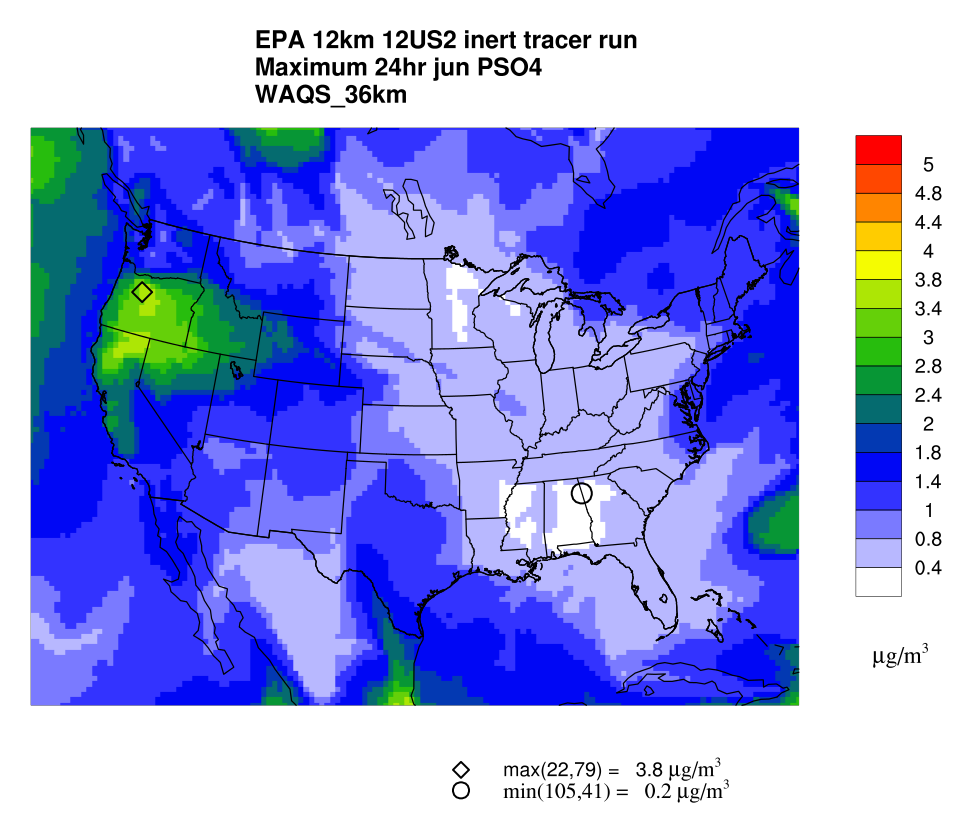 EPA 12km 12US2 inert tracer run
Maximum 24hr jun PSO4
WAQS_36km
5
4.8
4.4
4
3.8
3.4
3
2.8
2.4
2
1.8
1.4
1
0.8
0.4
μg/m³
max(22,79) = 3.8 μg/m³
min(105,41) = 0.2 μg/m³